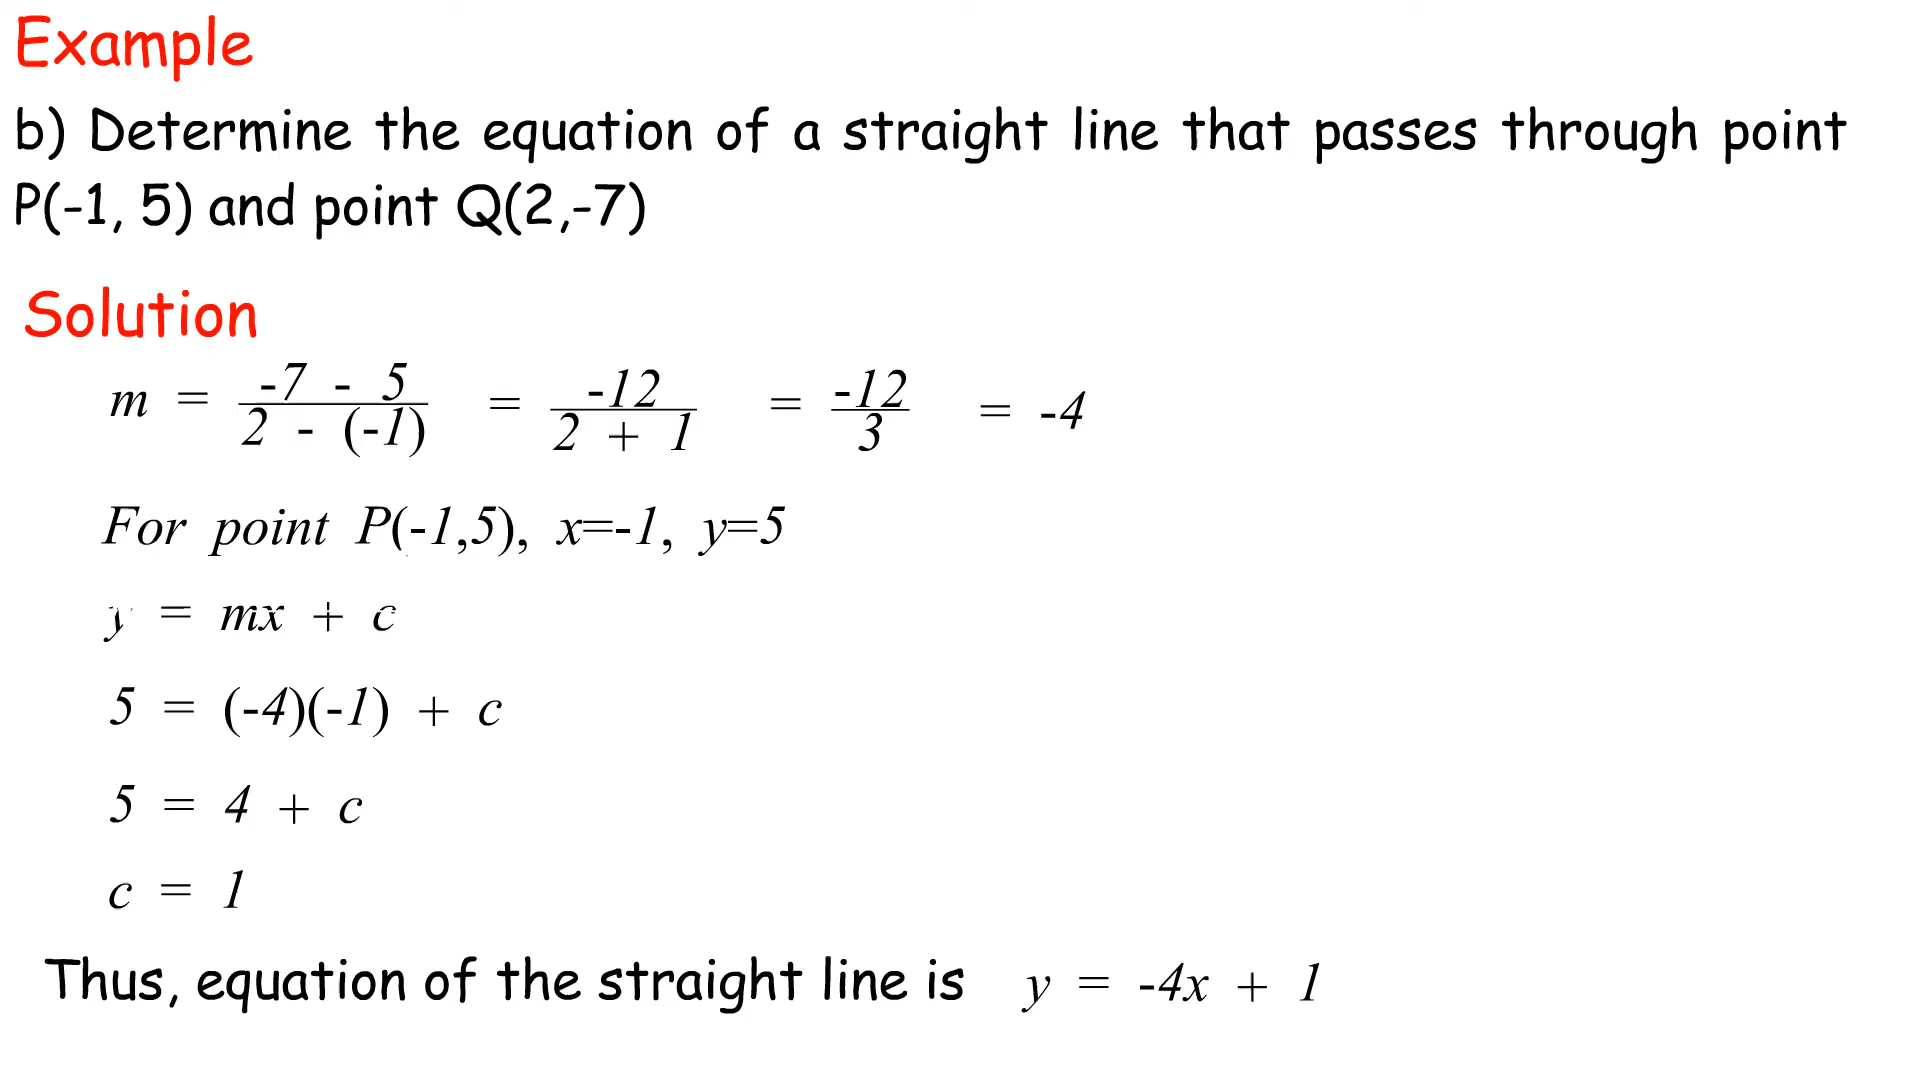 Example
b) Determine the equation of a straight line that passes through point
P(-1, 5) and point Q(2,-7)
Solution
m = -7 - 5 / 2 - (-1) = -12 / 2 + 1 = -12 / 3 = -4
For point P(-1,5), x=-1, y=5
y = mx + c
5 = (-4)(-1) + c
5 = 4 + c
c = 1
Thus, equation of the straight line is y = -4x + 1